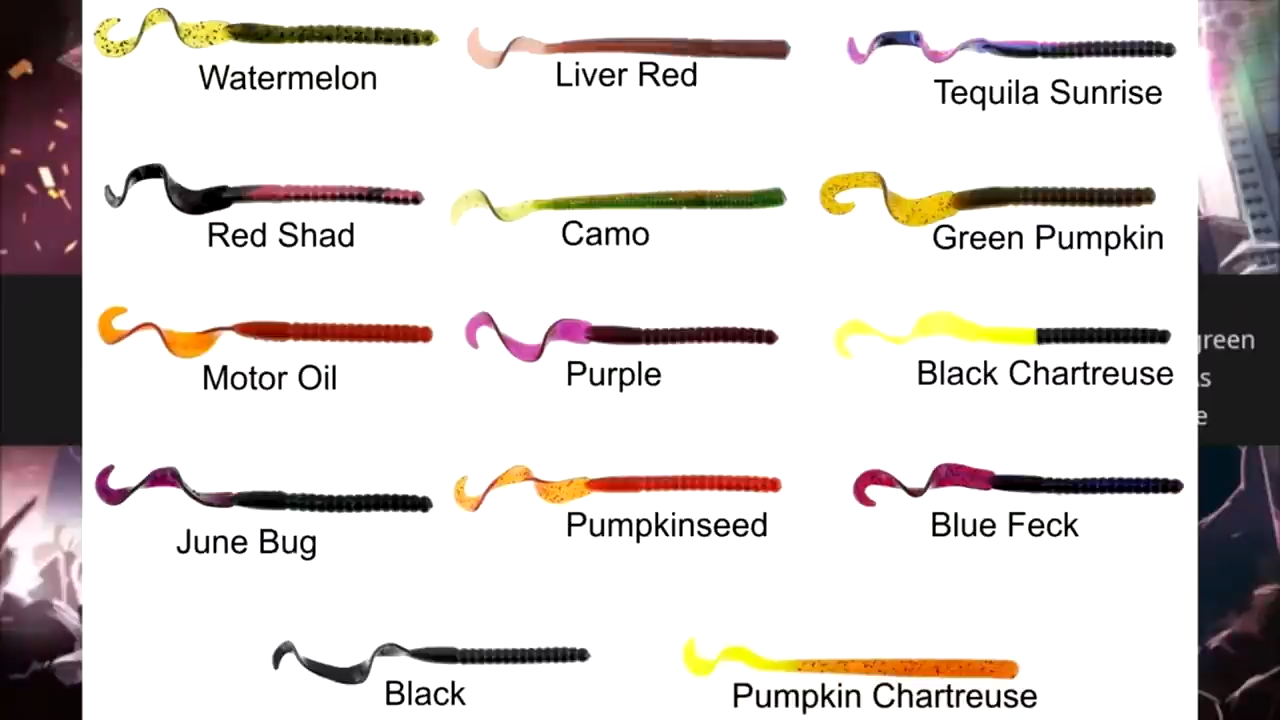 Watermelon
Liver Red
Tequila Sunrise
Red Shad
Camo
Green Pumpkin
Motor Oil
Purple
Black Chartreuse
green
e
June Bug
Pumpkinseed
Blue Feck
Black
Pumpkin Chartreuse